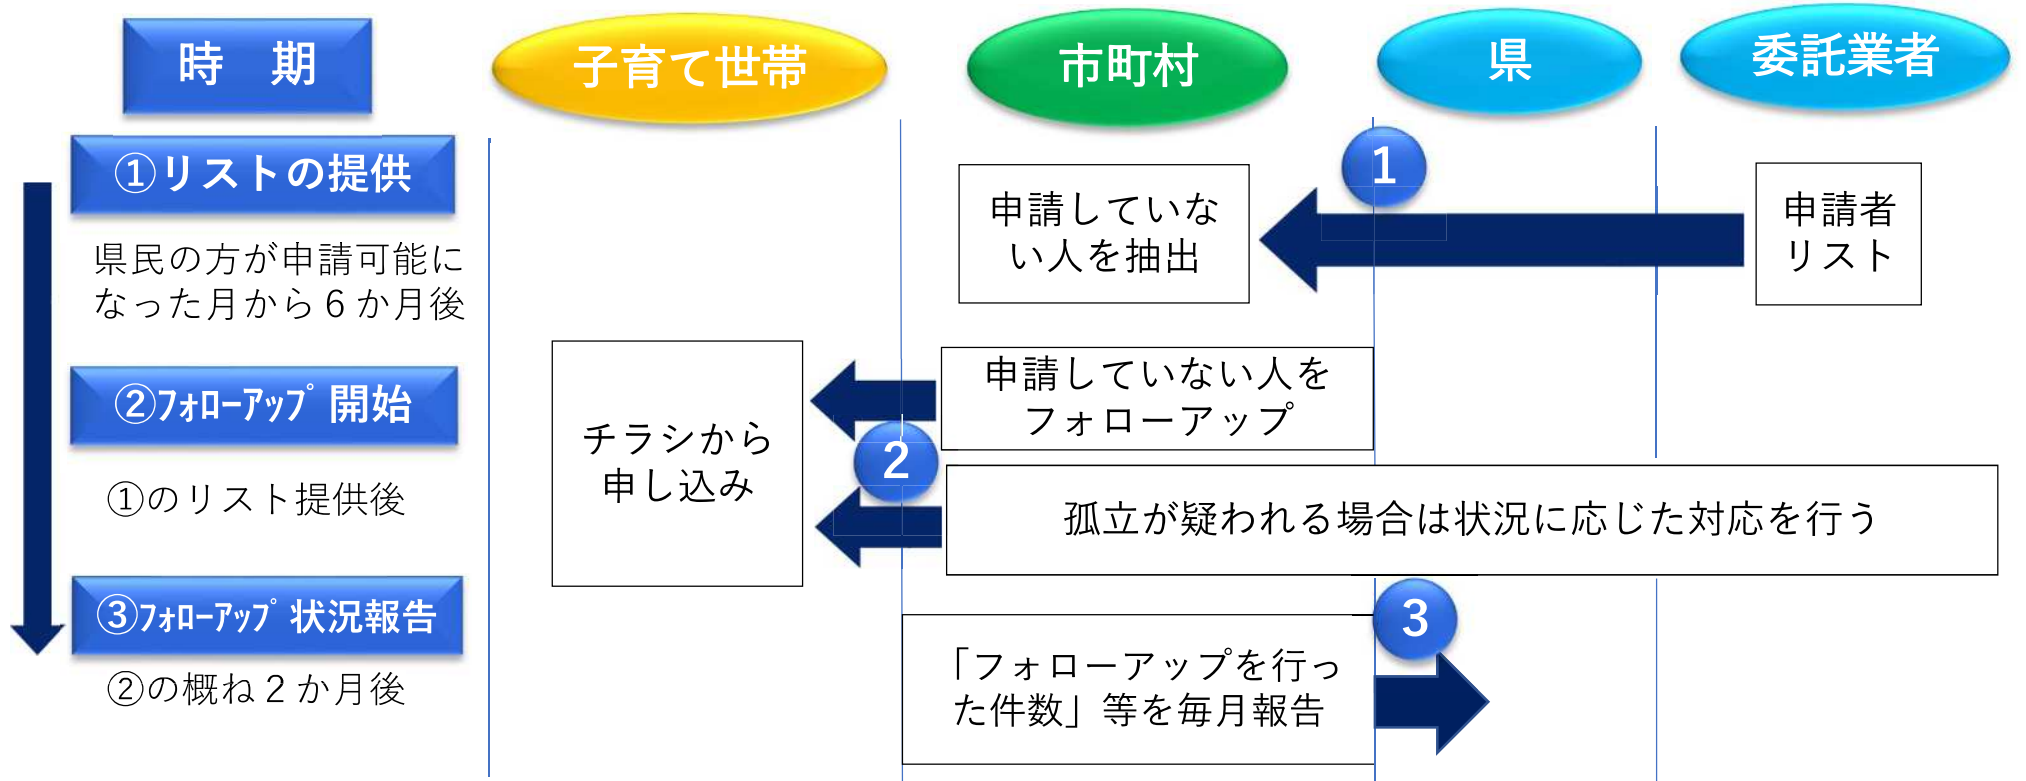 時　期
子育て世帯
市町村
県
委託業者
①リストの提供
県民の方が申請可能に
なった月から６か月後
1
申請していな
い人を抽出
申請者
リスト
②ﾌｫﾛｰｱｯﾌﾟ 開始
①のリスト提供後
チラシから
申し込み
2
申請していない人を
フォローアップ
孤立が疑われる場合は状況に応じた対応を行う
③ﾌｫﾛｰｱｯﾌﾟ 状況報告
②の概ね２か月後
3
「フォローアップを行っ
た件数」等を毎月報告